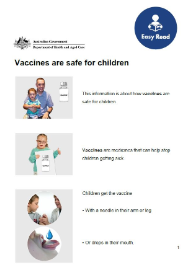 Australian Government
Department of Health and Aged Care
Easy Read
Vaccines are safe for children
This information is about how vaccines are
safe for children.
Vaccines are medicines that can help stop
children getting sick.
Children get the vaccine
• With a needle in their arm or leg
• Or drops in their mouth.
1